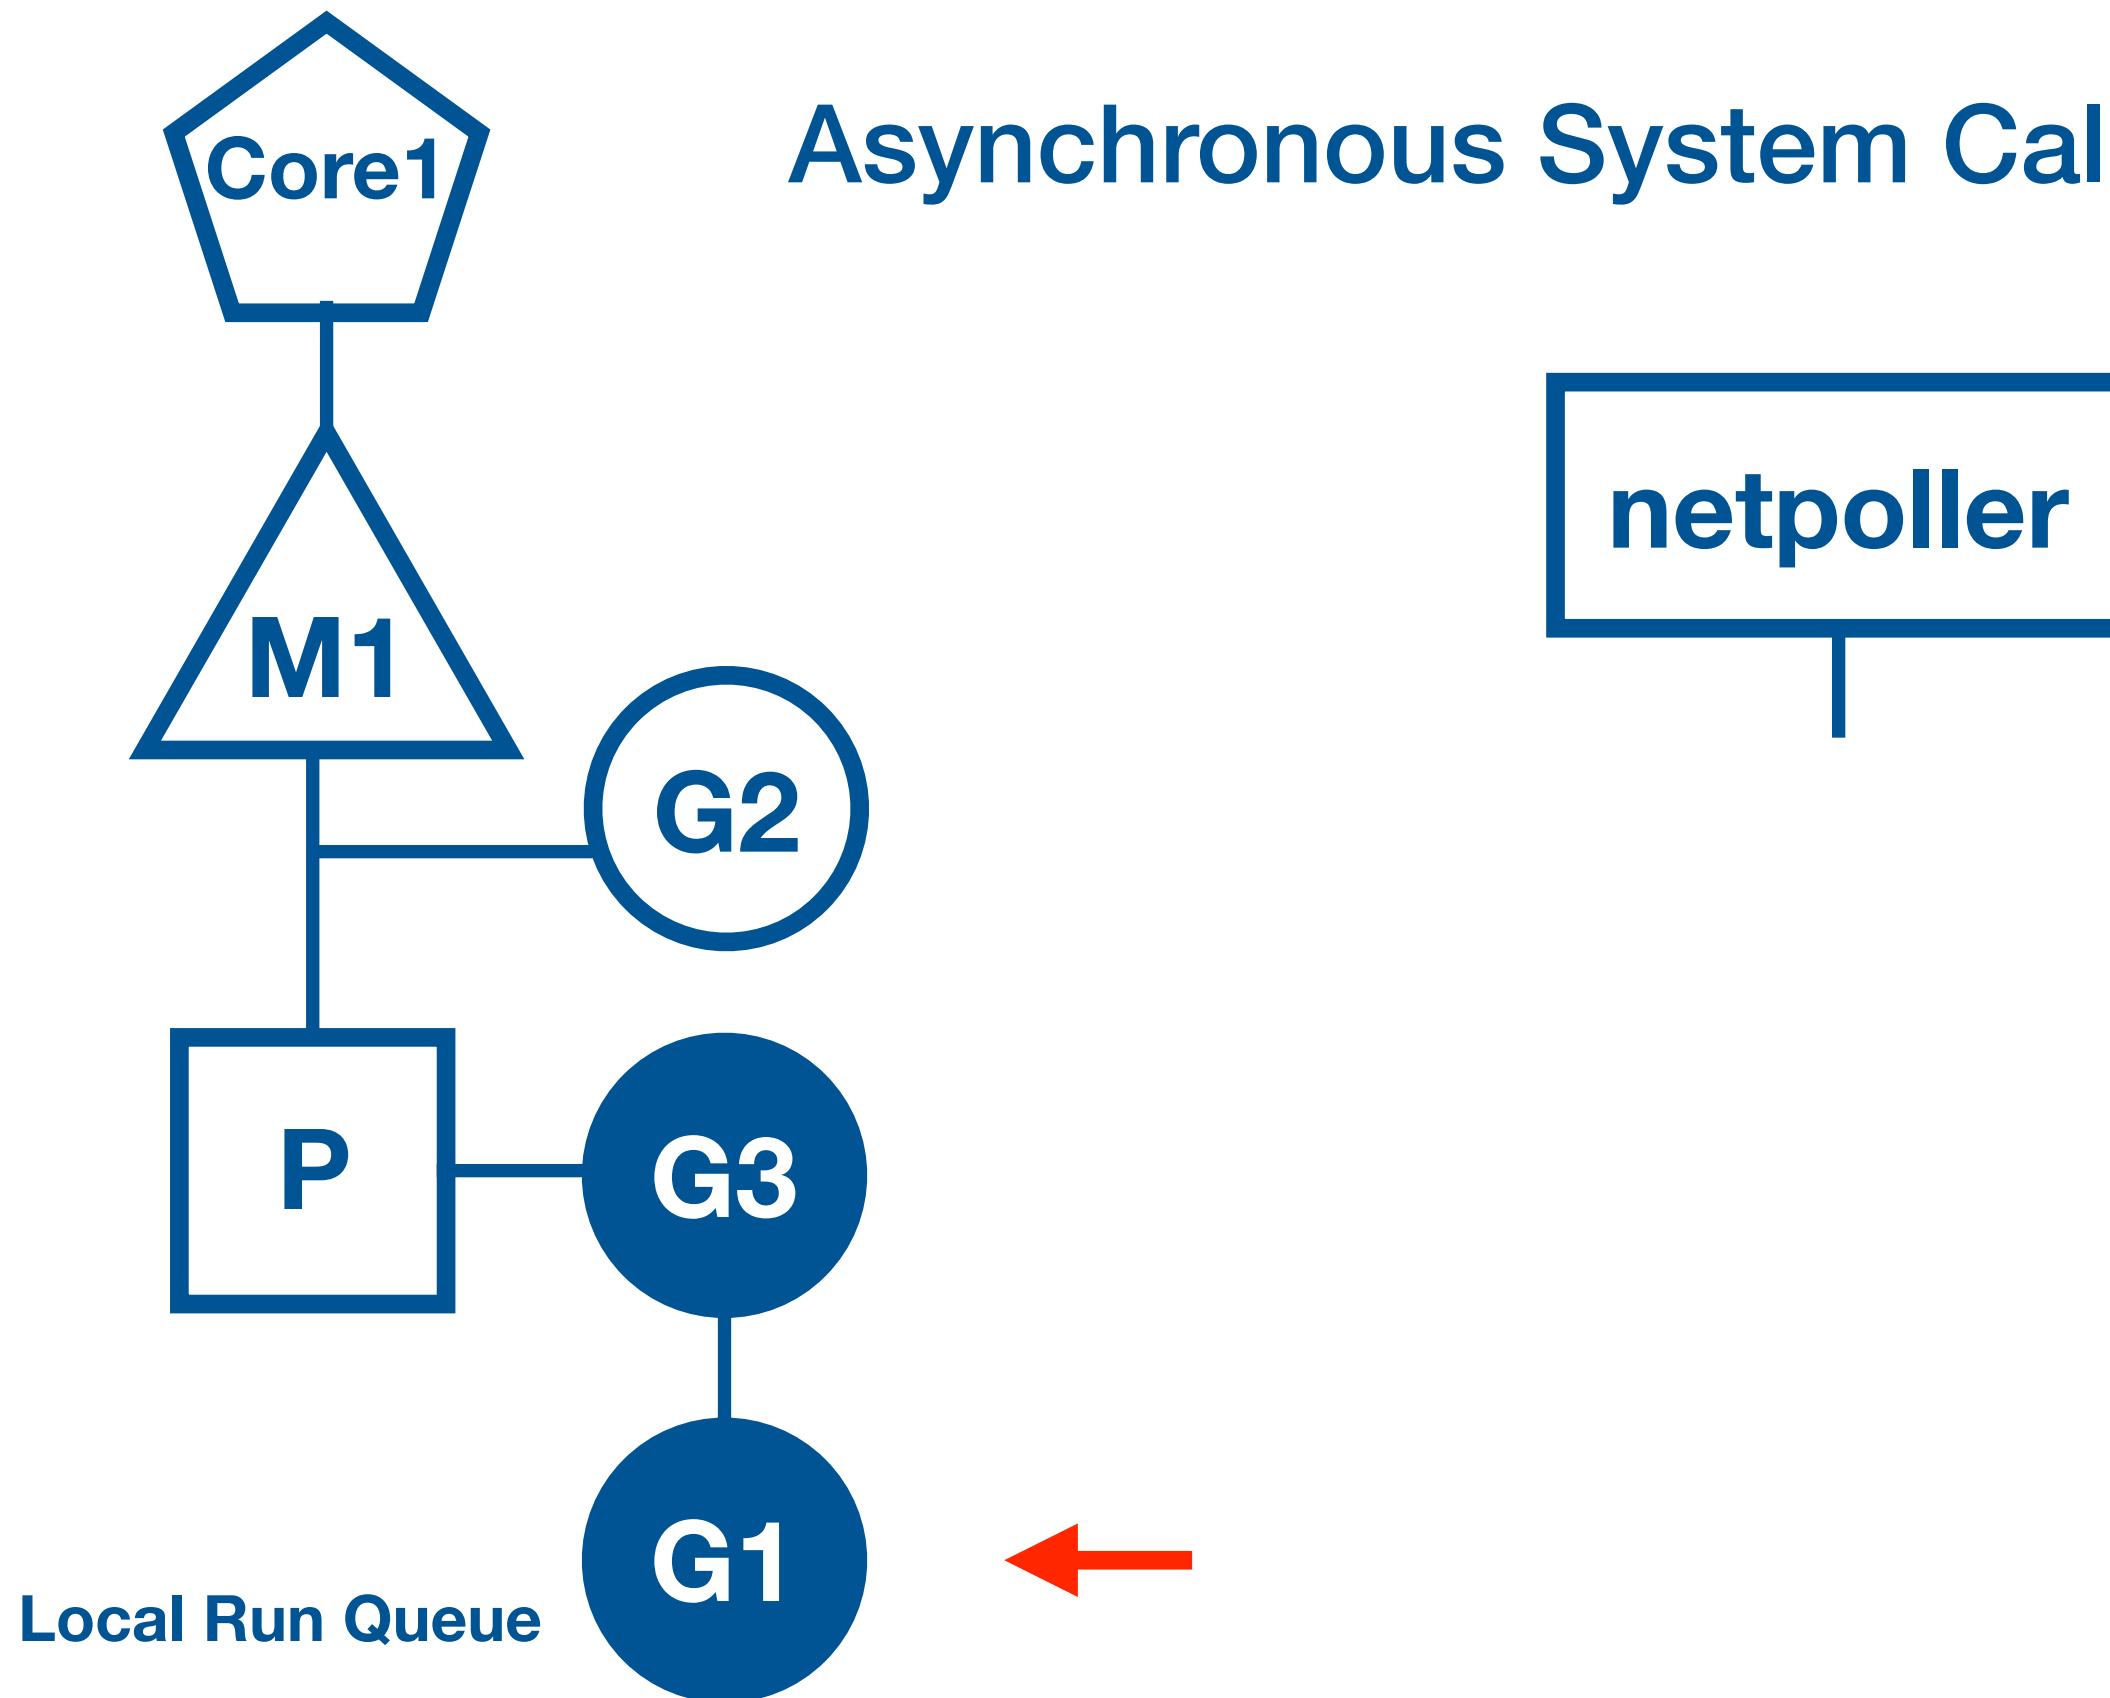 Core1
Asynchronous System Cal
netpoller
M1
G2
P
G3
G1
Local Run Queue